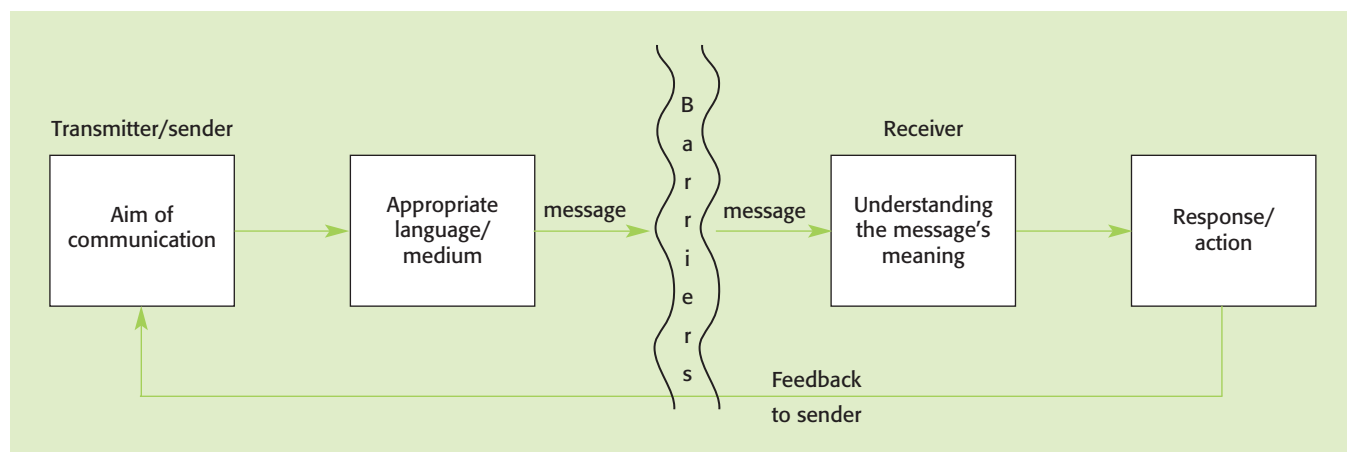 Transmitter/sender
Aim of
communication
Appropriate
language/
medium
message
Barriers
message
Receiver
Understanding
the message's
meaning
Response/
action
Feedback
to sender